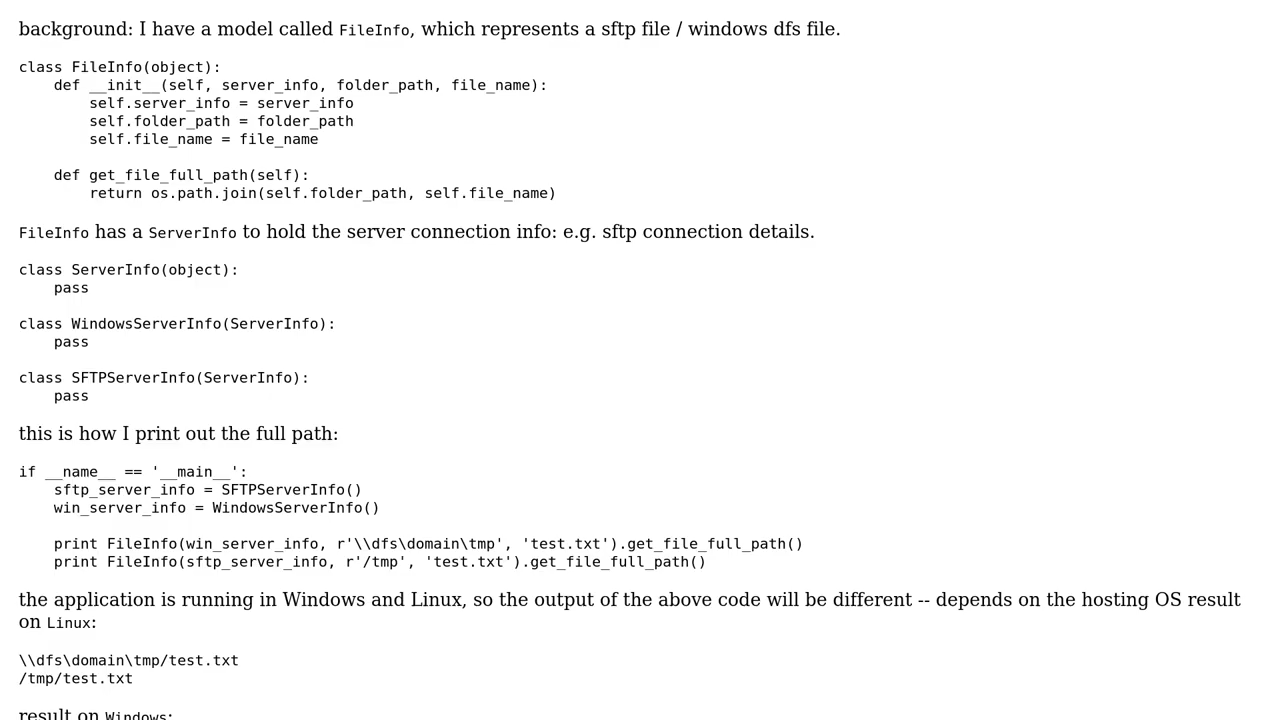 background: I have a model called FileInfo, which represents a sftp file / windows dfs file.
class FileInfo(object):
    def __init__(self, server_info, folder_path, file_name):
        self.server_info = server_info
        self.folder_path = folder_path
        self.file_name = file_name
    def get_file_full_path(self):
        return os.path.join(self.folder_path, self.file_name)
FileInfo has a ServerInfo to hold the server connection info: e.g. sftp connection details.
class ServerInfo(object):
    pass
class WindowsServerInfo(ServerInfo):
    pass
class SFTPServerInfo(ServerInfo):
    pass
this is how I print out the full path:
if __name__ == '__main__':
    sftp_server_info = SFTPServerInfo()
    win_server_info = WindowsServerInfo()
    print FileInfo(win_server_info, r'\\dfs\domain\tmp', 'test.txt').get_file_full_path()
    print FileInfo(sftp_server_info, r'/tmp', 'test.txt').get_file_full_path()
the application is running in Windows and Linux, so the output of the above code will be different -- depends on the hosting OS result
on Linux:
\\dfs\domain\tmp/test.txt
/tmp/test.txt
result on Windows: